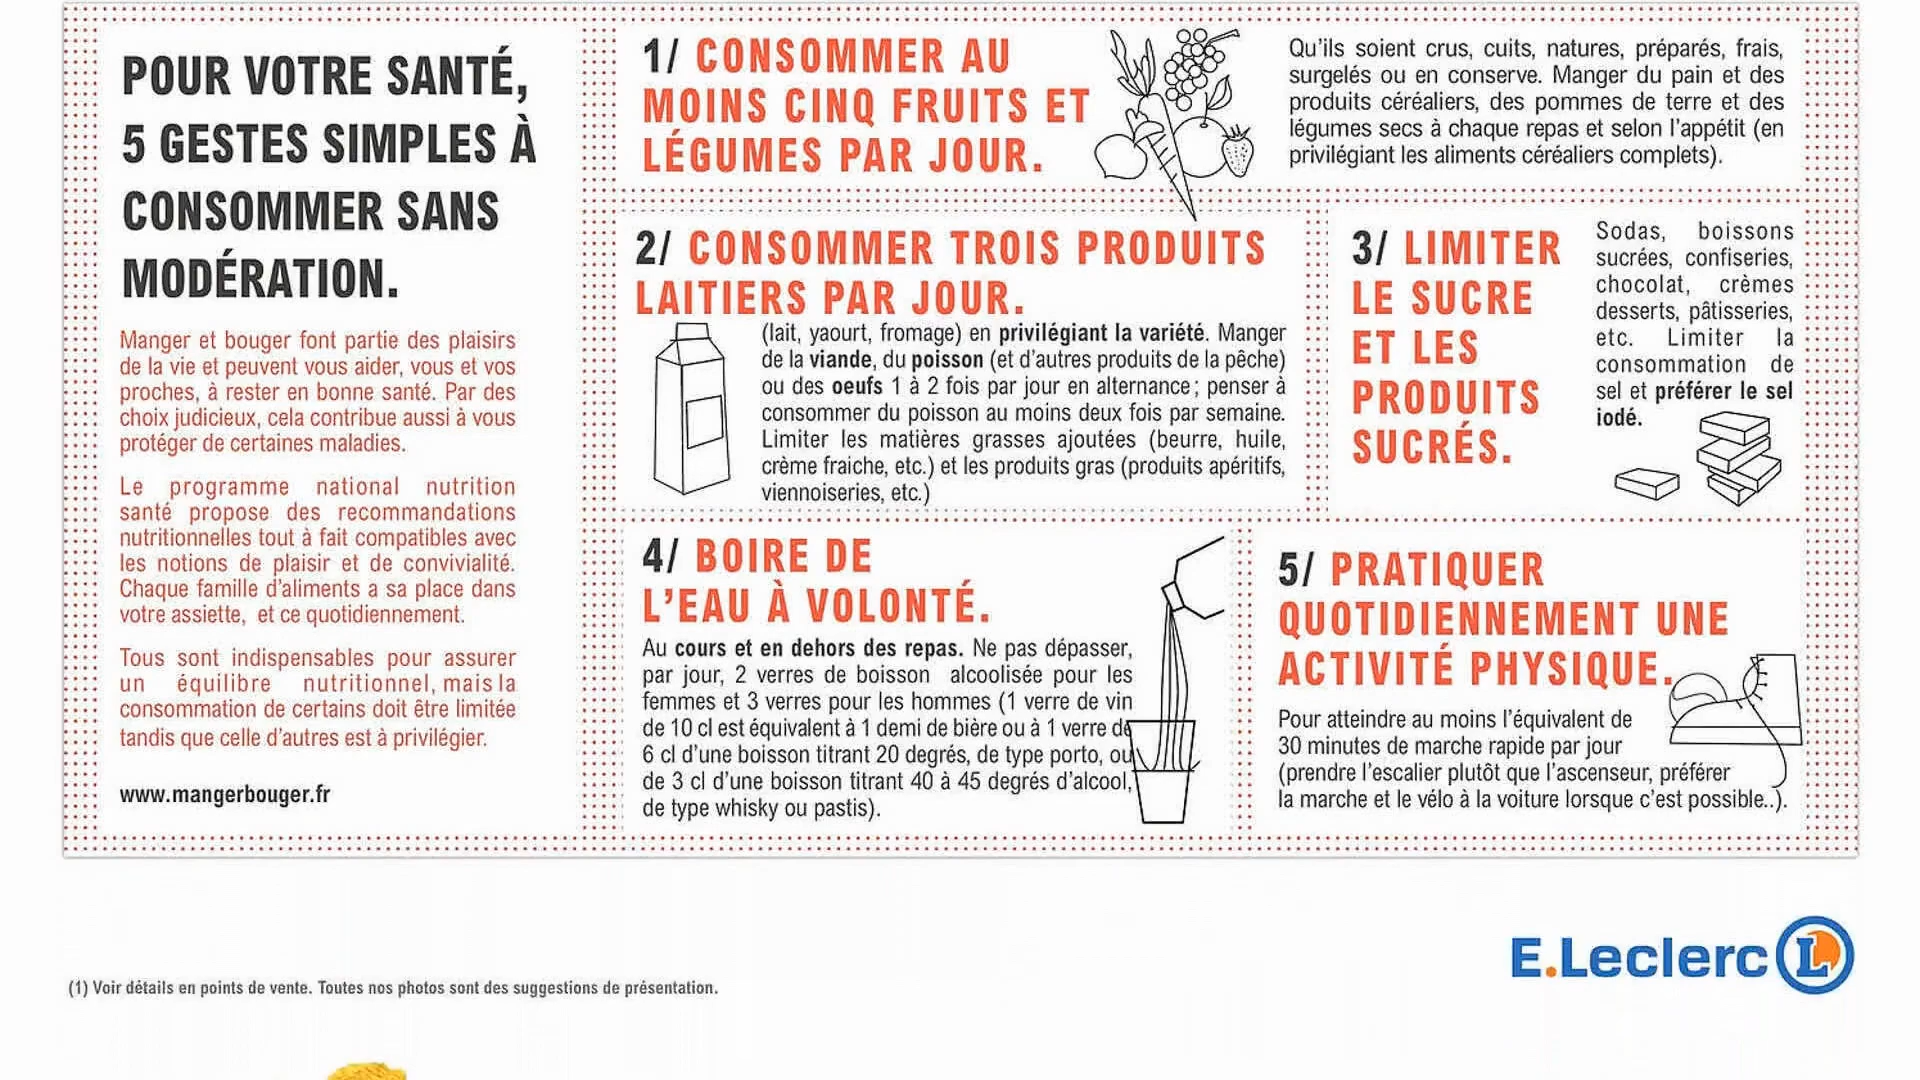 POUR VOTRE SANTÉ,
5 GESTES SIMPLES À
CONSOMMER SANS
MODÉRATION.
Manger et bouger font partie des plaisirs
de la vie et peuvent vous aider, vous et vos
proches, à rester en bonne santé. Par des
choix judicieux, cela contribue aussi à vous
protéger de certaines maladies.
Le programme national nutrition
santé propose des recommandations
nutritionnelles tout à fait compatibles avec
les notions de plaisir et de convivialité.
Chaque famille d'aliments a sa place dans
votre assiette, et ce quotidiennement.
Tous sont indispensables pour assurer
un équilibre nutritionnel, mais la
consommation de certains doit être limitée
tandis que celle d'autres est à privilégier.
www.mangerbouger.fr
1/ CONSOMMER AU
MOINS CINQ FRUITS ET
LÉGUMES PAR JOUR.
Qu'ils soient crus, cuits, natures, préparés, frais,
surgelés ou en conserve. Manger du pain et des
produits céréaliers, des pommes de terre et des
légumes secs à chaque repas et selon l'appétit (en
privilégiant les aliments céréaliers complets).
2/ CONSOMMER TROIS PRODUITS
LAITIERS PAR JOUR.
(lait, yaourt, fromage) en privilégiant la variété. Manger
de la viande, du poisson (et d'autres produits de la pêche)
ou des oeufs 1 à 2 fois par jour en alternance ; penser à
consommer du poisson au moins deux fois par semaine.
Limiter les matières grasses ajoutées (beurre, huile,
crème fraiche, etc.) et les produits gras (produits apéritifs,
viennoiseries, etc.)
3/ LIMITER
LE SUCRE
ET LES
PRODUITS
SUCRÉS.
Sodas, boissons
sucrées, confiseries,
chocolat, crèmes
desserts, pâtisseries,
etc. Limiter la
consommation de
sel et préférer le sel
iodé.
4/ BOIRE DE
L'EAU À VOLONTÉ.
Au cours et en dehors des repas. Ne pas dépasser,
par jour, 2 verres de boisson alcoolisée pour les
femmes et 3 verres pour les hommes (1 verre de vin
de 10 cl est équivalent à 1 demi de bière ou à 1 verre de
6 cl d'une boisson titrant 20 degrés, de type porto, ou
de 3 cl d'une boisson titrant 40 à 45 degrés d'alcool,
de type whisky ou pastis).
5/ PRATIQUER
QUOTIDIENNEMENT UNE
ACTIVITÉ PHYSIQUE.
Pour atteindre au moins l'équivalent de
30 minutes de marche rapide par jour
(prendre l'escalier plutôt que l'ascenseur, préférer
la marche et le vélo à la voiture lorsque c'est possible..).
E.Leclerc L
(1) Voir détails en points de vente. Toutes nos photos sont des suggestions de présentation.